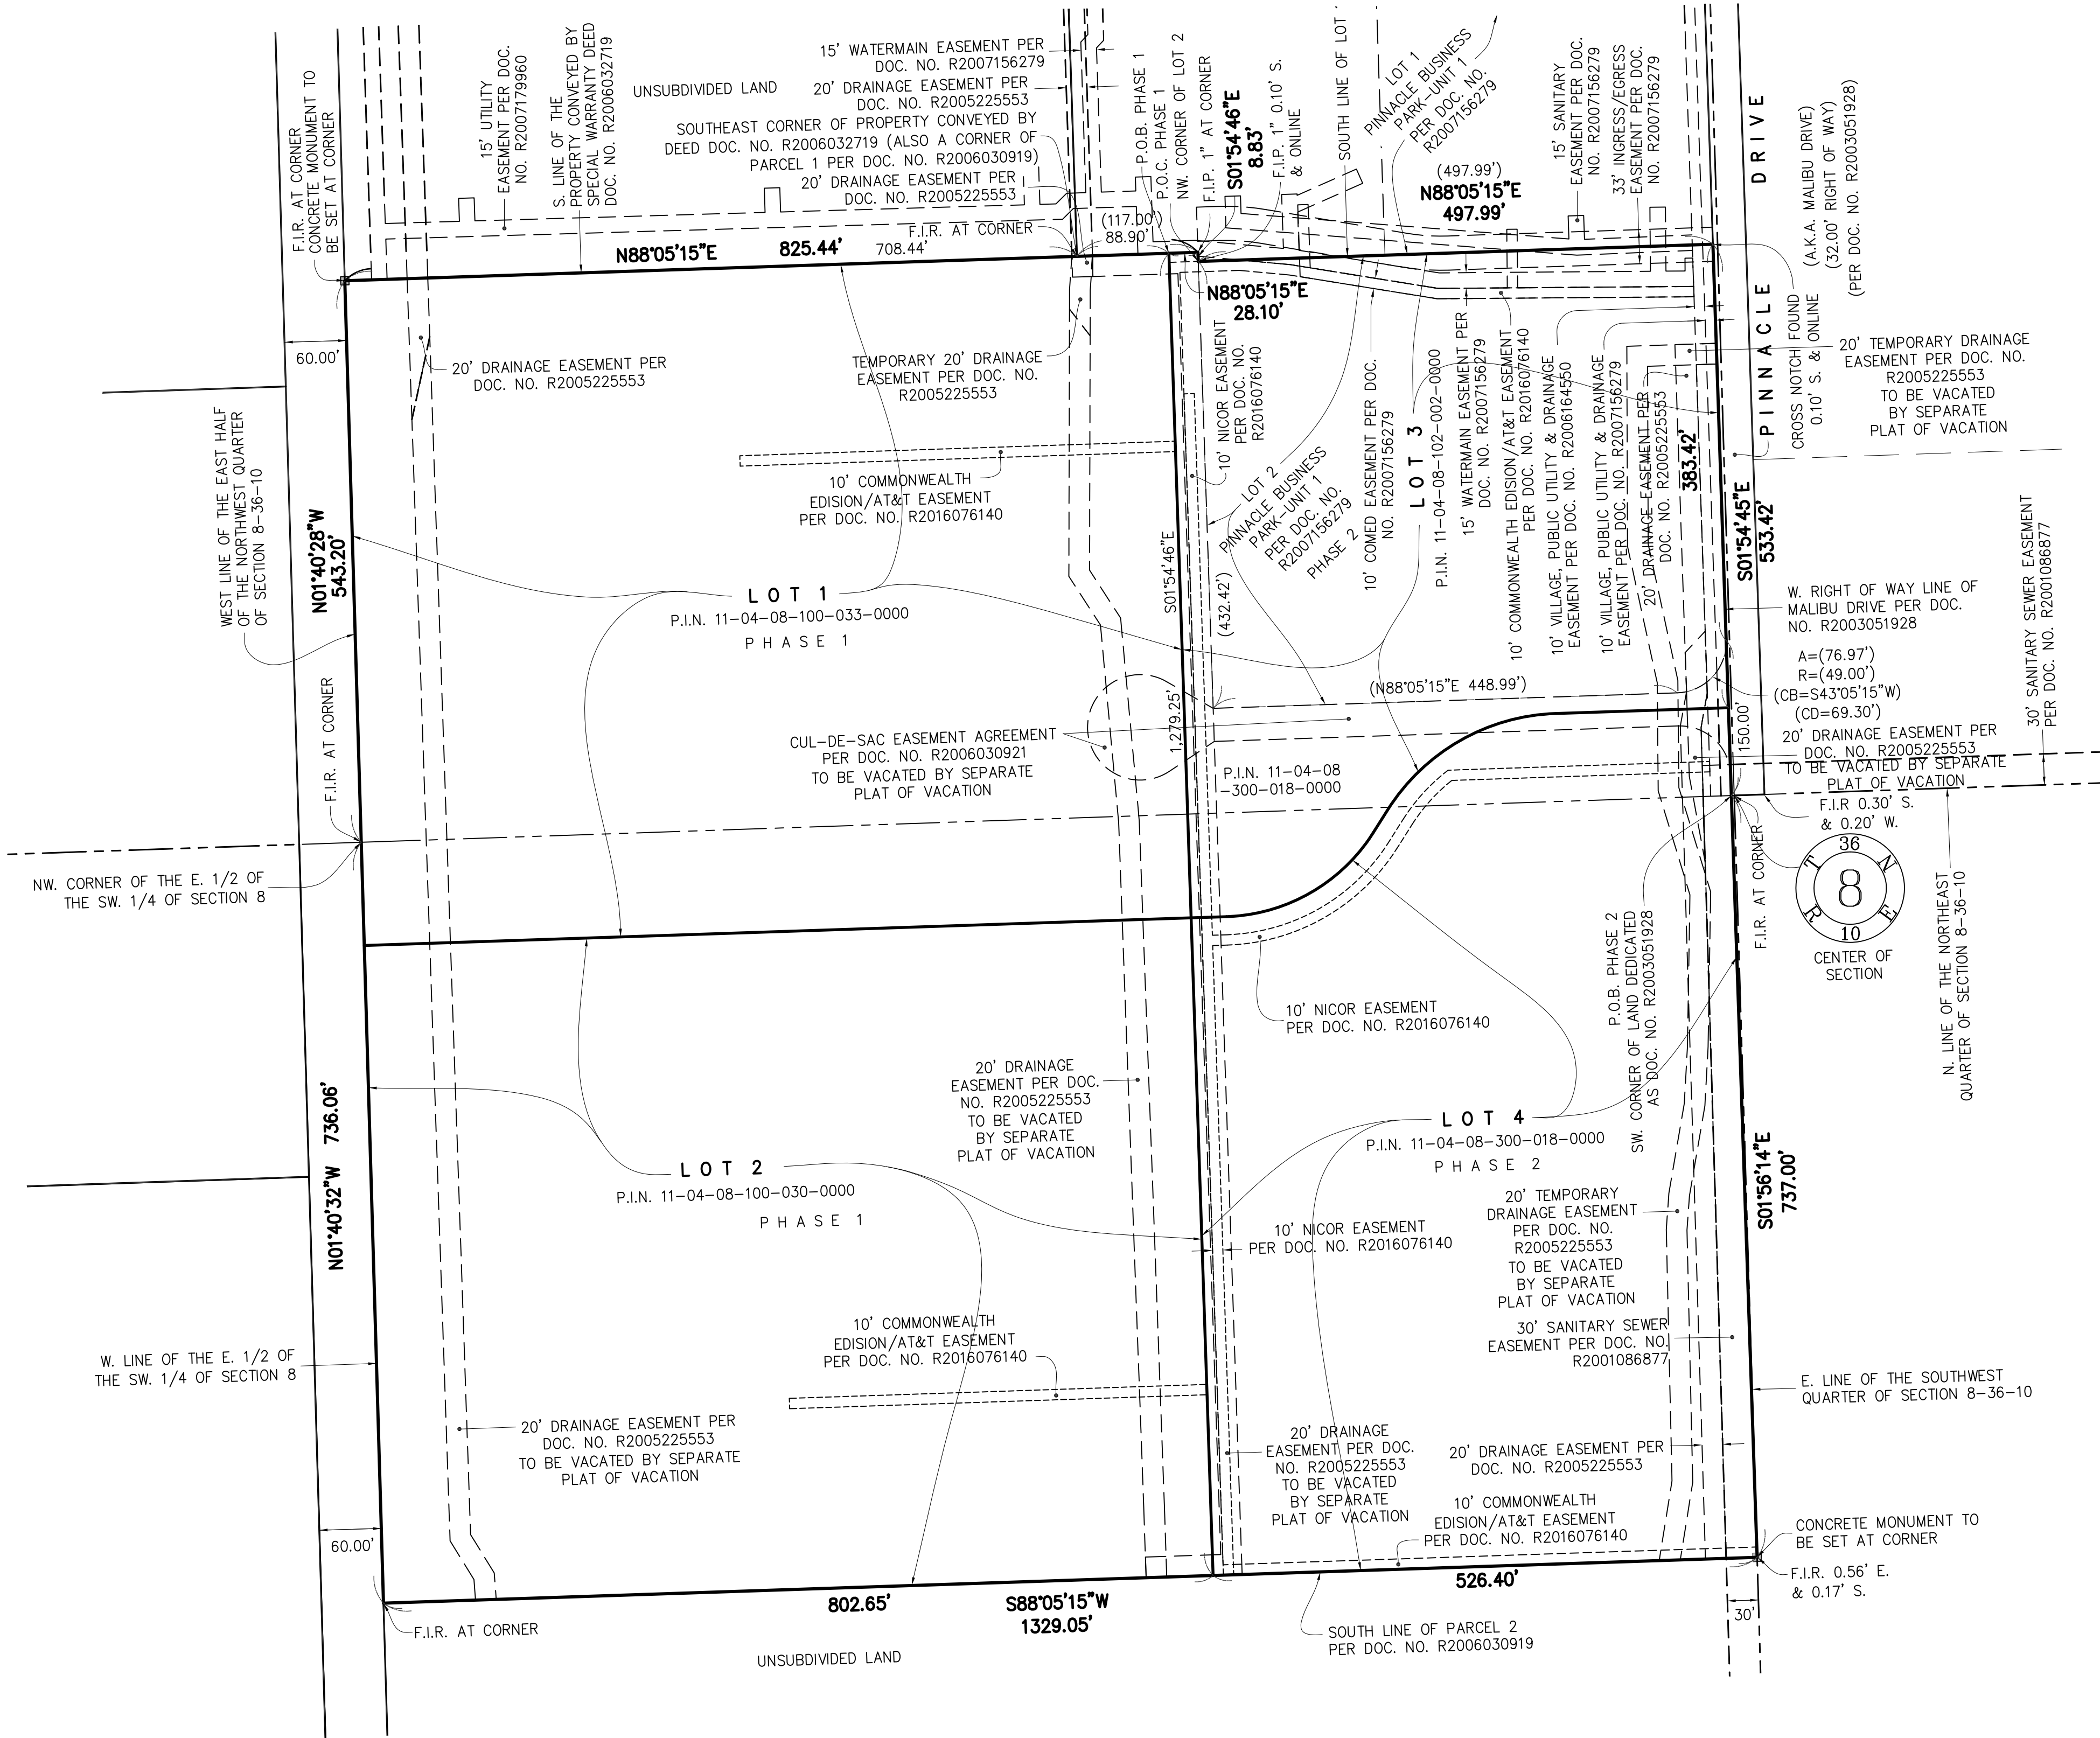 F.I.R. AT CORNER
CONCRETE MONUMENT TO
BE SET AT CORNER
15' UTILITY
EASEMENT PER DOC.
NO. R2007179960
S. LINE OF THE
PROPERTY CONVEYED BY
SPECIAL WARRANTY DEED
DOC. NO. R2006032719
UNSUBDIVIDED LAND
15' WATERMAIN EASEMENT PER
DOC. NO. R2007156279
20' DRAINAGE EASEMENT PER
DOC. NO. R2005225553
SOUTHEAST CORNER OF PROPERTY CONVEYED BY
DEED DOC. NO. R2006032719 (ALSO A CORNER OF
PARCEL 1 PER DOC. NO. R2006030919)
20' DRAINAGE EASEMENT PER
DOC. NO. R2005225553
F.I.R. AT CORNER
P.O.B. PHASE 1
P.O.C. PHASE 1
NW. CORNER OF LOT 2
F.I.P. 1" AT CORNER
S01°54'46"E
8.83'
F.I.P. 1" 0.10' S.
& ONLINE
SOUTH LINE OF LOT
LOT 1
PINNACLE BUSINESS
PARK-UNIT 1
PER DOC. NO.
R2007156279
(497.99')
N88°05'15"E
497.99'
15' SANITARY
EASEMENT PER DOC.
NO. R2007156279
33' INGRESS/EGRESS
EASEMENT PER DOC.
NO. R2007156279
PINNACLE DRIVE
(A.K.A. MALIBU DRIVE)
(32.00' RIGHT OF WAY)
(PER DOC. NO. R2003051928)
CROSS NOTCH FOUND
0.10' S. & ONLINE
N88°05'15"E 825.44'
708.44'
(117.00')
88.90'
N88°05'15"E
28.10'
60.00'
20' DRAINAGE EASEMENT PER
DOC. NO. R2005225553
TEMPORARY 20' DRAINAGE
EASEMENT PER DOC. NO.
R2005225553
10' NICOR EASEMENT
PER DOC. NO.
R2016076140
LOT 2
PINNACLE BUSINESS
PARK-UNIT 1
PER DOC. NO.
R2007156279
PHASE 2
10' COMED EASEMENT PER DOC.
NO. R2007156279
LOT 3
P.I.N. 11-04-08-102-002-0000
15' WATERMAIN EASEMENT PER
DOC. NO. R2007156279
10' COMMONWEALTH EDISION/AT&T EASEMENT
PER DOC. NO. R2016076140
10' VILLAGE, PUBLIC UTILITY & DRAINAGE
EASEMENT PER DOC. NO. R2006164550
10' VILLAGE, PUBLIC UTILITY & DRAINAGE
EASEMENT PER DOC. NO. R2007156279
20' DRAINAGE EASEMENT PER
DOC. NO. R2005225553
383.42'
20' TEMPORARY DRAINAGE
EASEMENT PER DOC. NO.
R2005225553
TO BE VACATED
BY SEPARATE
PLAT OF VACATION
S01°54'45"E
533.42'
WEST LINE OF THE EAST HALF
OF THE NORTHWEST QUARTER
OF SECTION 8-36-10
N01°40'28"W
543.20'
10' COMMONWEALTH
EDISION/AT&T EASEMENT
PER DOC. NO. R2016076140
LOT 1
P.I.N. 11-04-08-100-033-0000
PHASE 1
S01°54'46"E
1,279.25'
(432.42')
(N88°05'15"E 448.99')
W. RIGHT OF WAY LINE OF
MALIBU DRIVE PER DOC.
NO. R2003051928
A=(76.97')
R=(49.00')
(CB=S43°05'15"W)
(CD=69.30')
150.00'
20' DRAINAGE EASEMENT PER
DOC. NO. R2005225553
TO BE VACATED BY SEPARATE
PLAT OF VACATION
30' SANITARY SEWER EASEMENT
PER DOC. NO. R2001086877
F.I.R 0.30' S.
& 0.20' W.
F.I.R. AT CORNER
CUL-DE-SAC EASEMENT AGREEMENT
PER DOC. NO. R2006030921
TO BE VACATED BY SEPARATE
PLAT OF VACATION
P.I.N. 11-04-08
-300-018-0000
NW. CORNER OF THE E. 1/2 OF
THE SW. 1/4 OF SECTION 8
36
T N
8
R E
10
CENTER OF
SECTION
F.I.R. AT CORNER
N. LINE OF THE NORTHEAST
QUARTER OF SECTION 8-36-10
P.O.B. PHASE 2
SW. CORNER OF LAND DEDICATED
AS DOC. NO. R2003051928
10' NICOR EASEMENT
PER DOC. NO. R2016076140
20' DRAINAGE
EASEMENT PER DOC.
NO. R2005225553
TO BE VACATED
BY SEPARATE
PLAT OF VACATION
N01°40'32"W 736.06'
LOT 2
P.I.N. 11-04-08-100-030-0000
PHASE 1
LOT 4
P.I.N. 11-04-08-300-018-0000
PHASE 2
S01°56'14"E
737.00'
10' NICOR EASEMENT
PER DOC. NO. R2016076140
20' TEMPORARY
DRAINAGE EASEMENT
PER DOC. NO.
R2005225553
TO BE VACATED
BY SEPARATE
PLAT OF VACATION
30' SANITARY SEWER
EASEMENT PER DOC. NO.
R2001086877
10' COMMONWEALTH
EDISION/AT&T EASEMENT
PER DOC. NO. R2016076140
W. LINE OF THE E. 1/2 OF
THE SW. 1/4 OF SECTION 8
E. LINE OF THE SOUTHWEST
QUARTER OF SECTION 8-36-10
20' DRAINAGE EASEMENT PER
DOC. NO. R2005225553
TO BE VACATED BY SEPARATE
PLAT OF VACATION
20' DRAINAGE
EASEMENT PER DOC.
NO. R2005225553
TO BE VACATED
BY SEPARATE
PLAT OF VACATION
20' DRAINAGE EASEMENT PER
DOC. NO. R2005225553
10' COMMONWEALTH
EDISION/AT&T EASEMENT
PER DOC. NO. R2016076140
CONCRETE MONUMENT TO
BE SET AT CORNER
F.I.R. 0.56' E.
& 0.17' S.
60.00'
30'
F.I.R. AT CORNER
802.65'
S88°05'15"W
1329.05'
526.40'
SOUTH LINE OF PARCEL 2
PER DOC. NO. R2006030919
UNSUBDIVIDED LAND